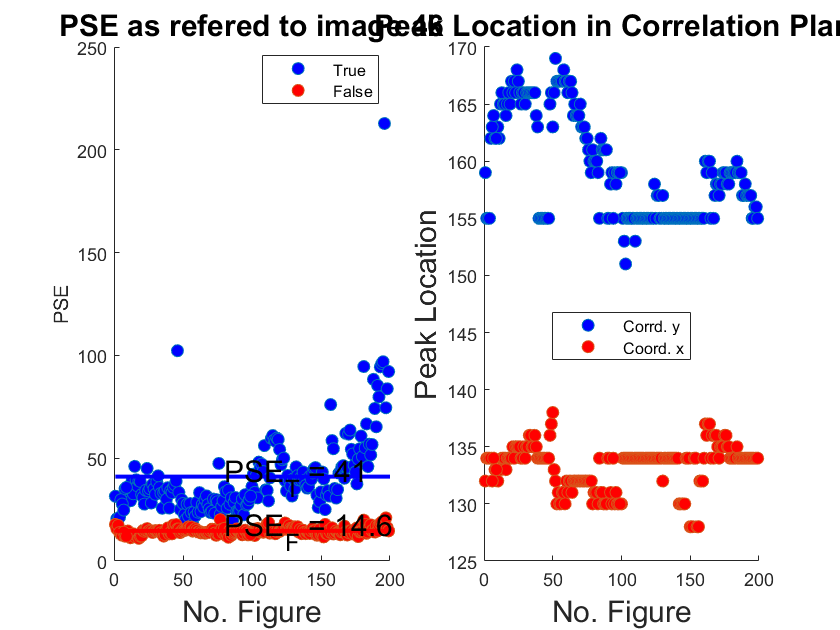 PSE as refered to image 46
Peak Location in Correlation Plan
250
200
150
100
50
0
PSE
True
False
PSE_T = 41
PSE_F = 14.6
0 50 100 150 200
No. Figure
170
165
160
155
150
145
140
135
130
125
Peak Location
Corrd. y
Coord. x
0 50 100 150 200
No. Figure